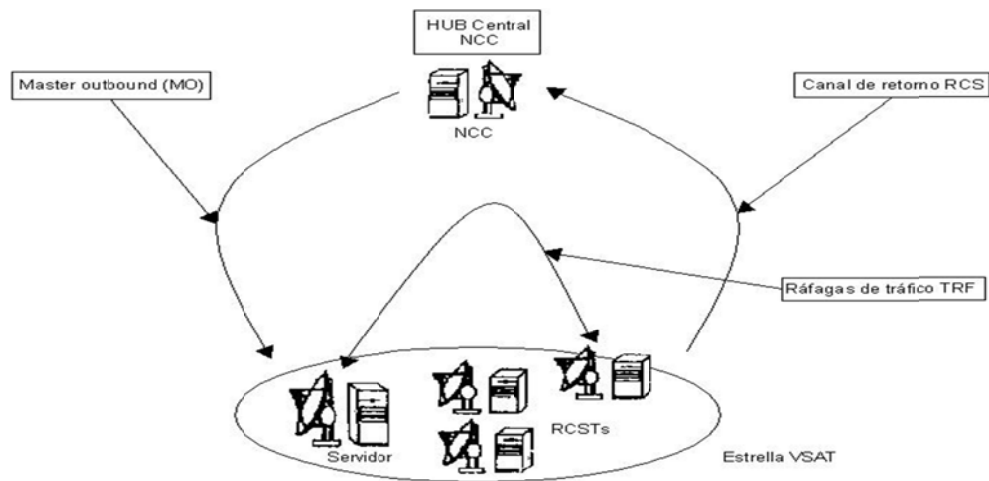 HUB Central
NCC
Master outbound (MO)
Canal de retorno RCS
NCC
Ráfagas de tráfico TRF
RCSTs
Servidor
Estrella VSAT